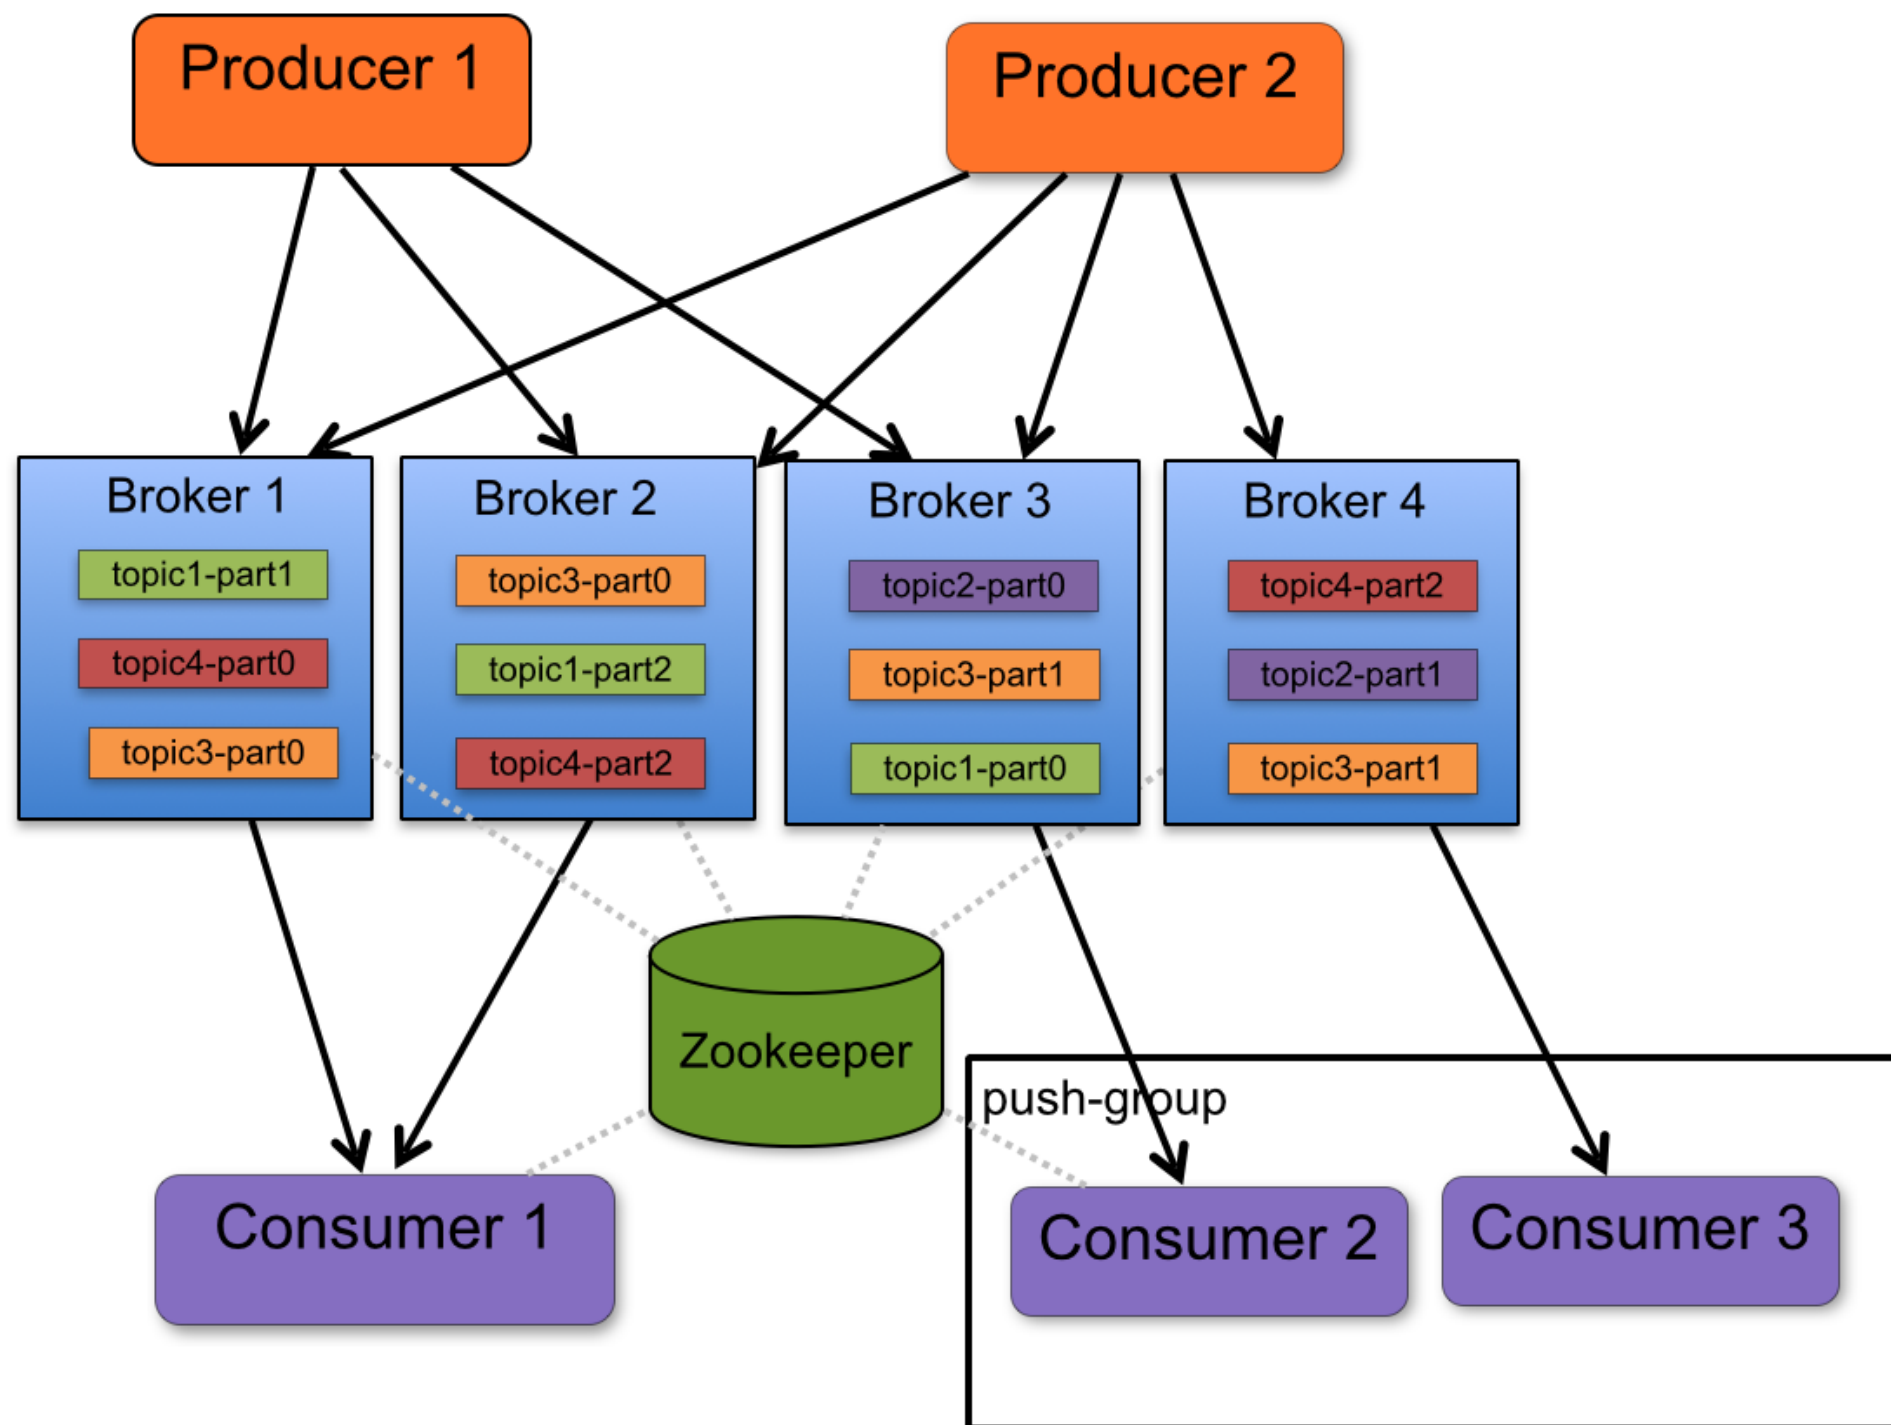 Producer 1
Producer 2
Broker 1
topic1-part1
topic4-part0
topic3-part0
Broker 2
topic3-part0
topic1-part2
topic4-part2
Broker 3
topic2-part0
topic3-part1
topic1-part0
Broker 4
topic4-part2
topic2-part1
topic3-part1
Zookeeper
push-group
Consumer 1
Consumer 2
Consumer 3